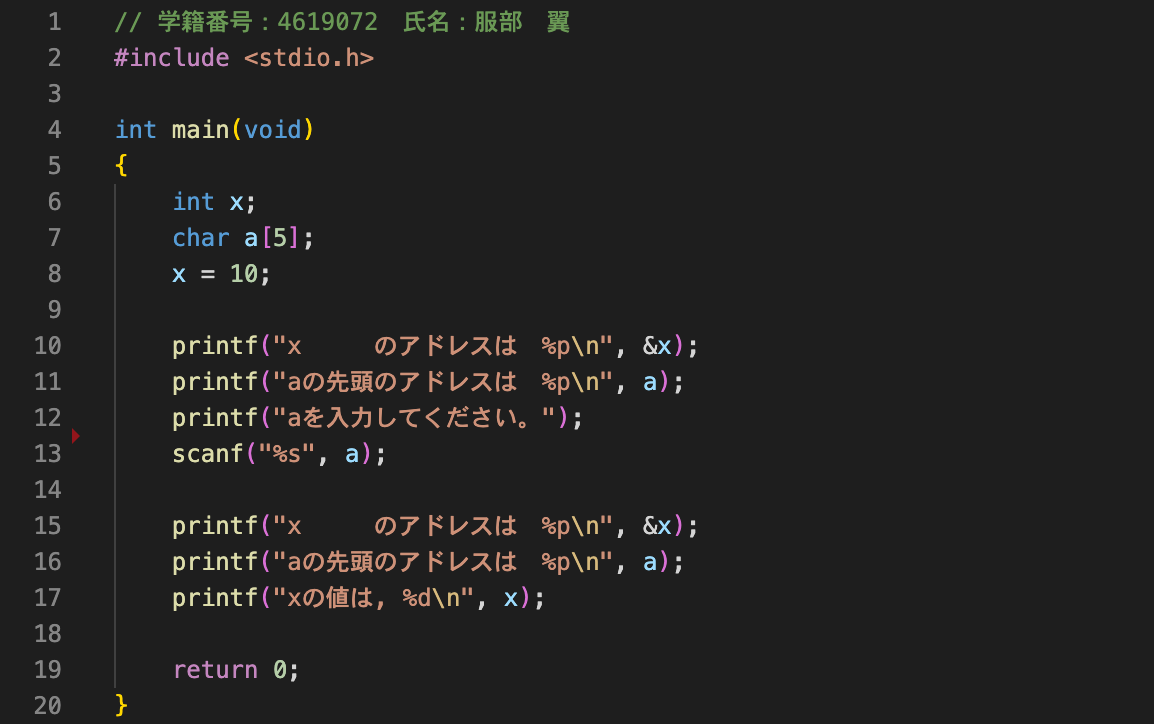 1 // 学籍番号：4619072　氏名：服部　翼
2 #include <stdio.h>
3
4 int main(void)
5 {
6     int x;
7     char a[5];
8     x = 10;
9
10     printf("x     のアドレスは　%p\n", &x);
11     printf("aの先頭のアドレスは　%p\n", a);
12     printf("aを入力してください。");
13     scanf("%s", a);
14
15     printf("x     のアドレスは　%p\n", &x);
16     printf("aの先頭のアドレスは　%p\n", a);
17     printf("xの値は, %d\n", x);
18
19     return 0;
20 }